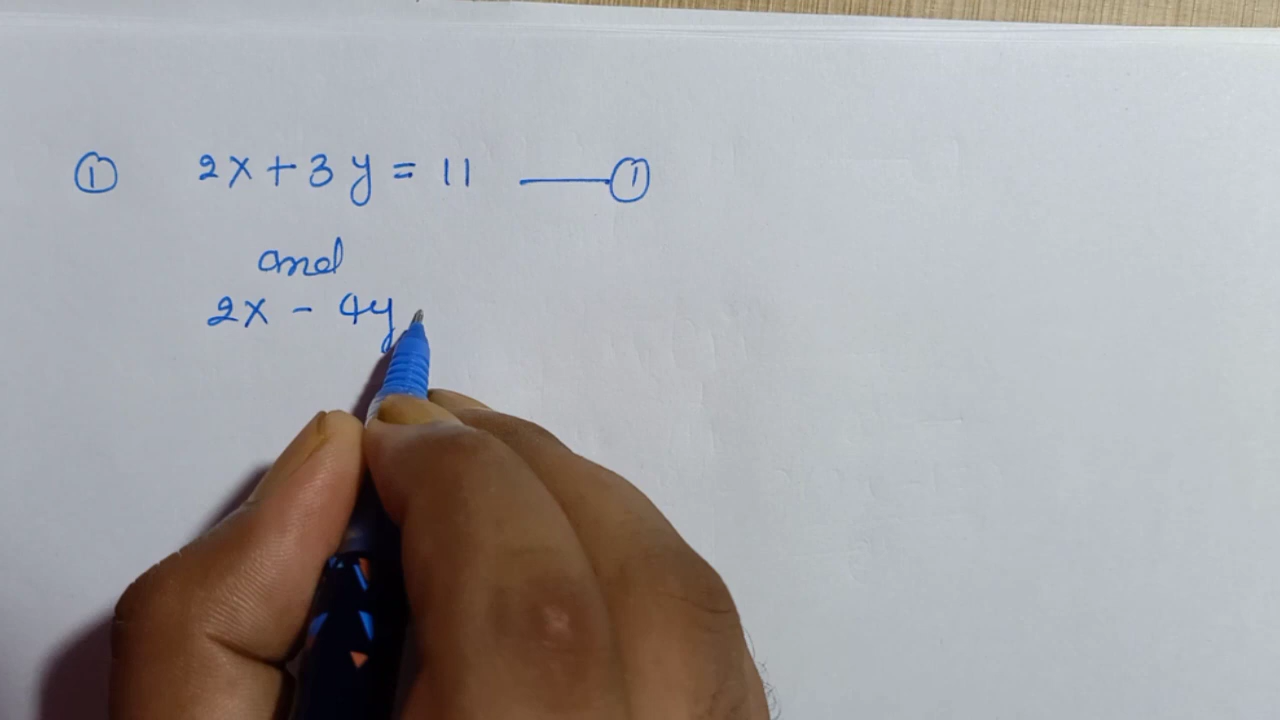 ① 2x + 3y = 11 —— ①
and
2x - 4y